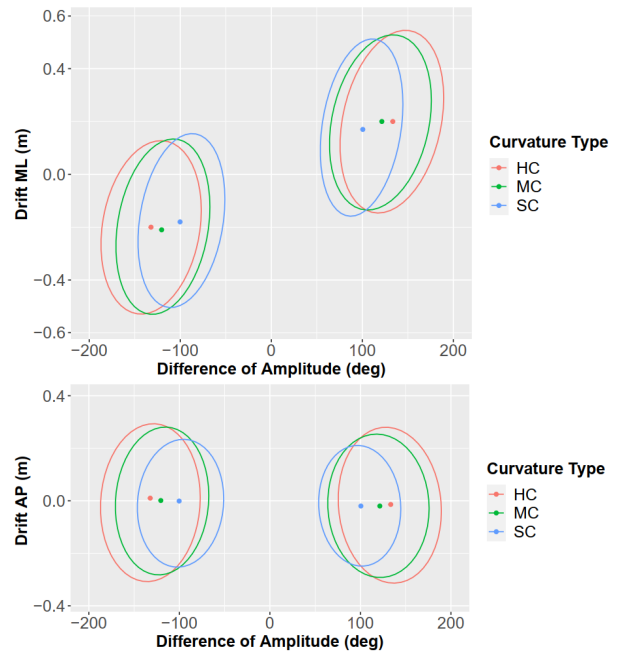 Drift ML (m)
0.6
0.4
0.0
−0.4
−0.6
−200 −100 0 100 200
Difference of Amplitude (deg)
Curvature Type
HC
MC
SC
Drift AP (m)
0.4
0.0
−0.4
−200 −100 0 100 200
Difference of Amplitude (deg)
Curvature Type
HC
MC
SC